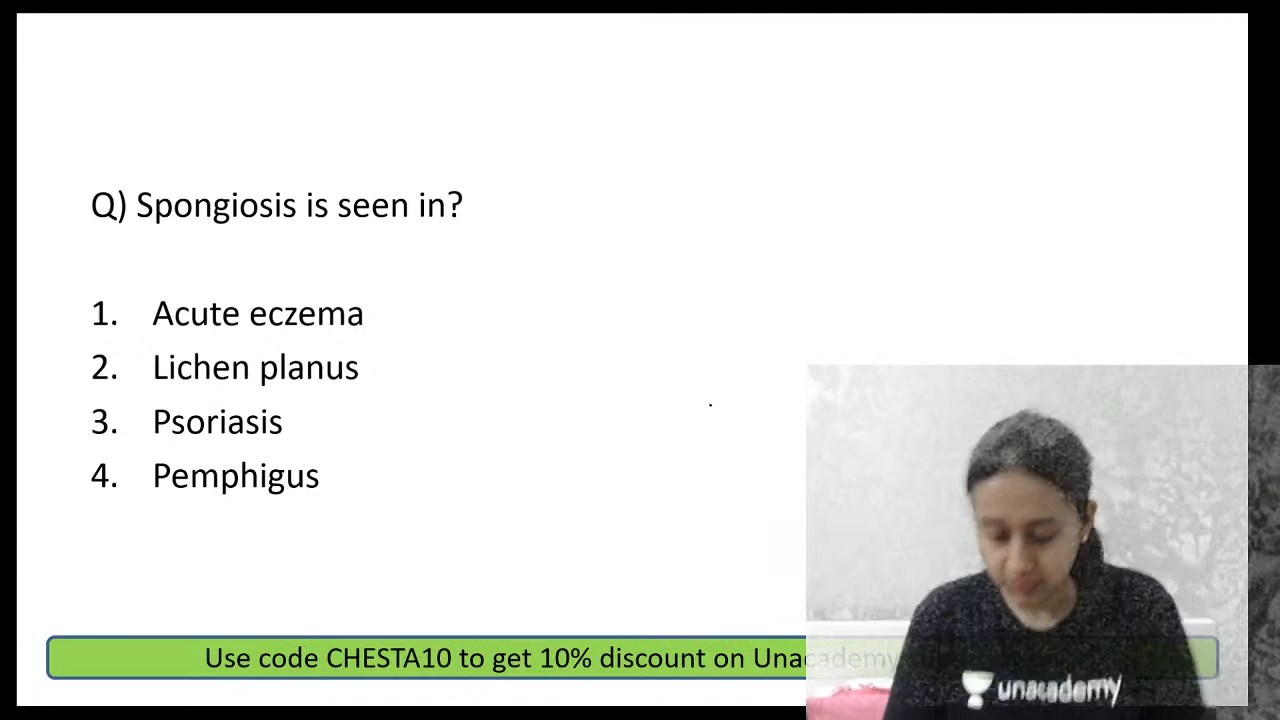 Q) Spongiosis is seen in?
1. Acute eczema
2. Lichen planus
3. Psoriasis
4. Pemphigus
Use code CHESTA10 to get 10% discount on Unacademy
unacademy